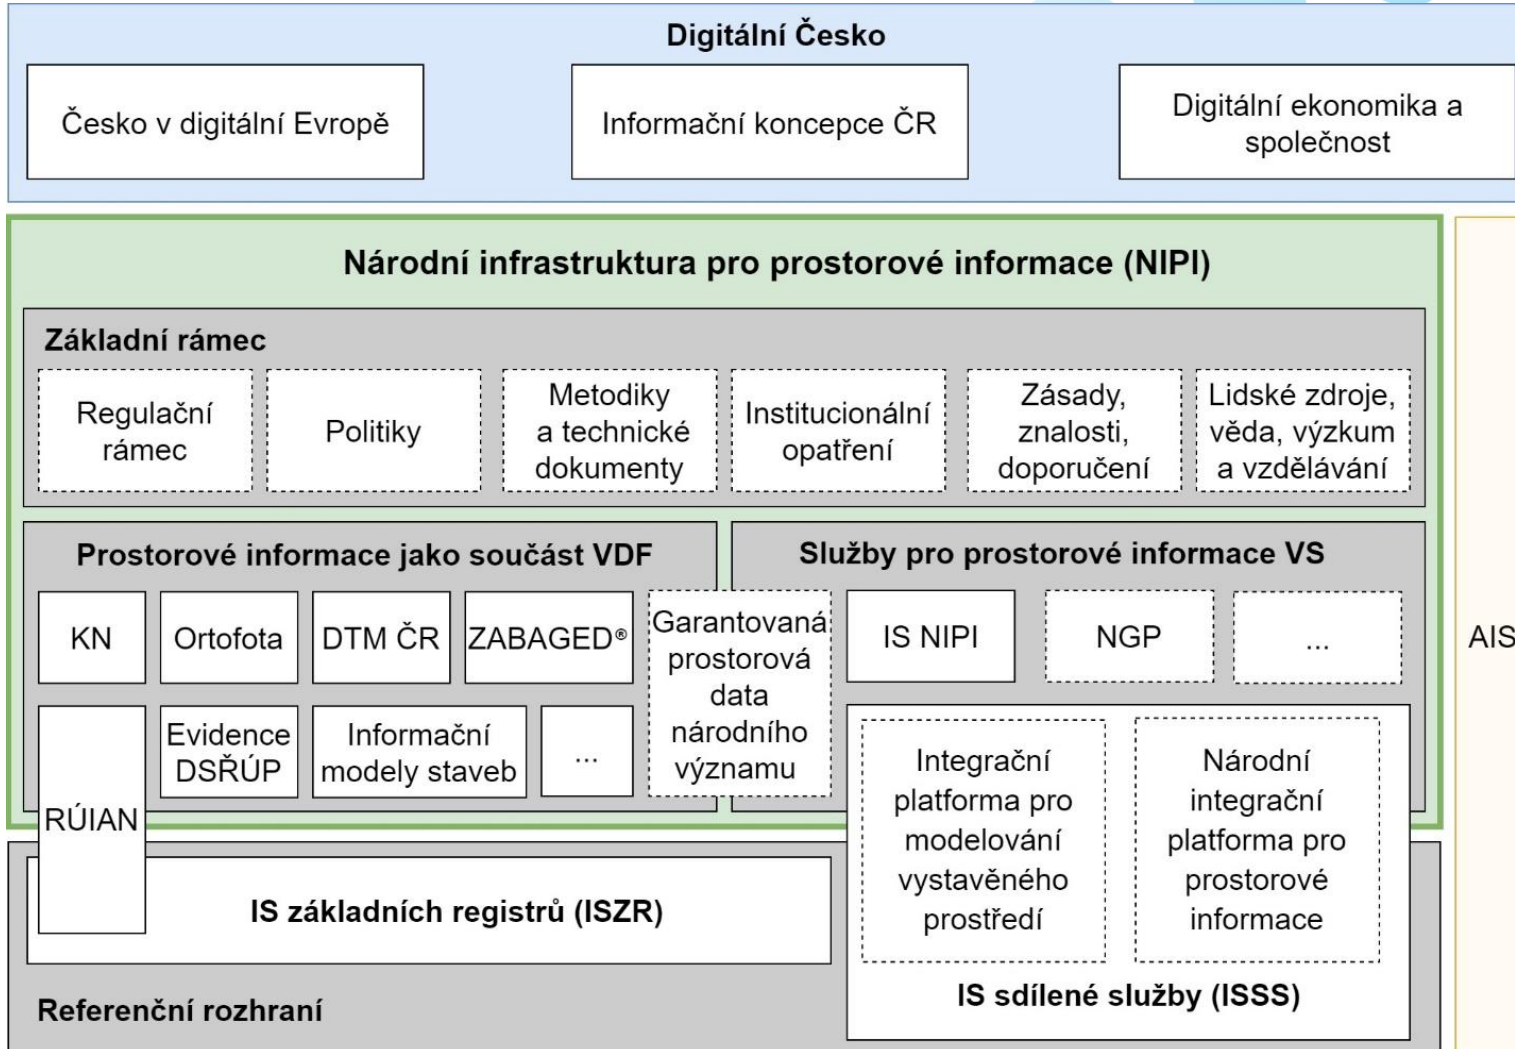 Digitální Česko
Česko v digitální Evropě
Informační koncepce ČR
Digitální ekonomika a
společnost
Národní infrastruktura pro prostorové informace (NIPI)
Základní rámec
Regulační
rámec
Politiky
Metodiky
a technické
dokumenty
Institucionální
opatření
Zásady,
znalosti,
doporučení
Lidské zdroje,
věda, výzkum
a vzdělávání
Prostorové informace jako součást VDF
KN
Ortofota
DTM ČR
ZABAGED®
RÚIAN
Evidence
DSŘÚP
Informační
modely staveb
...
Garantovaná
prostorová
data
národního
významu
Služby pro prostorové informace VS
IS NIPI
NGP
...
Integrační
platforma pro
modelování
vystavěného
prostředí
Národní
integrační
platforma pro
prostorové
informace
IS sdílené služby (ISSS)
IS základních registrů (ISZR)
Referenční rozhraní
AIS